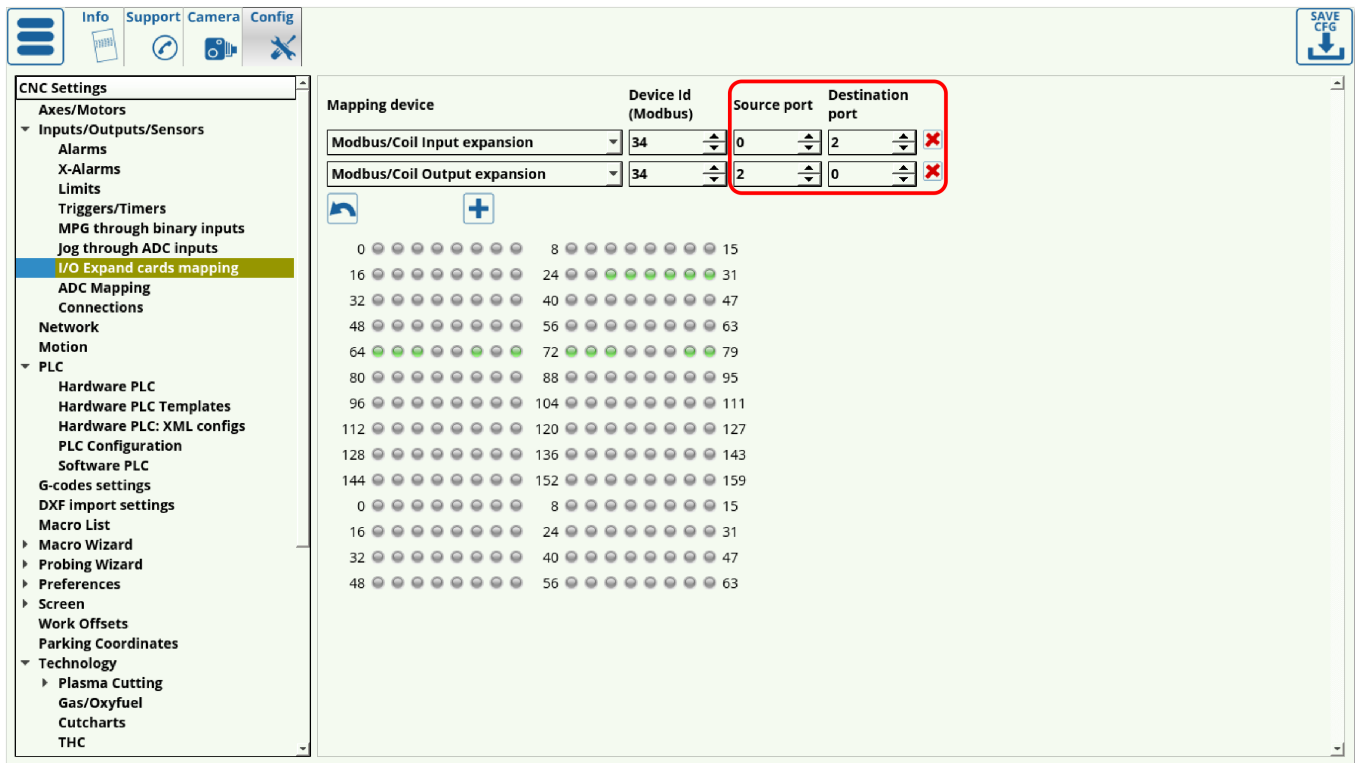 Info Support Camera Config
SAVE
CFG
CNC Settings
Axes/Motors
Inputs/Outputs/Sensors
Alarms
X-Alarms
Limits
Triggers/Timers
MPG through binary inputs
Jog through ADC inputs
I/O Expand cards mapping
ADC Mapping
Connections
Network
Motion
PLC
Hardware PLC
Hardware PLC Templates
Hardware PLC: XML configs
PLC Configuration
Software PLC
G-codes settings
DXF import settings
Macro List
Macro Wizard
Probing Wizard
Preferences
Screen
Work Offsets
Parking Coordinates
Technology
Plasma Cutting
Gas/Oxyfuel
Cutcharts
THC
Mapping device
Device Id
(Modbus)
Source port
Destination
port
Modbus/Coil Input expansion 34 0 2
Modbus/Coil Output expansion 34 2 0
0 8 15
16 24 31
32 40 47
48 56 63
64 72 79
80 88 95
96 104 111
112 120 127
128 136 143
144 152 159
0 8 15
16 24 31
32 40 47
48 56 63